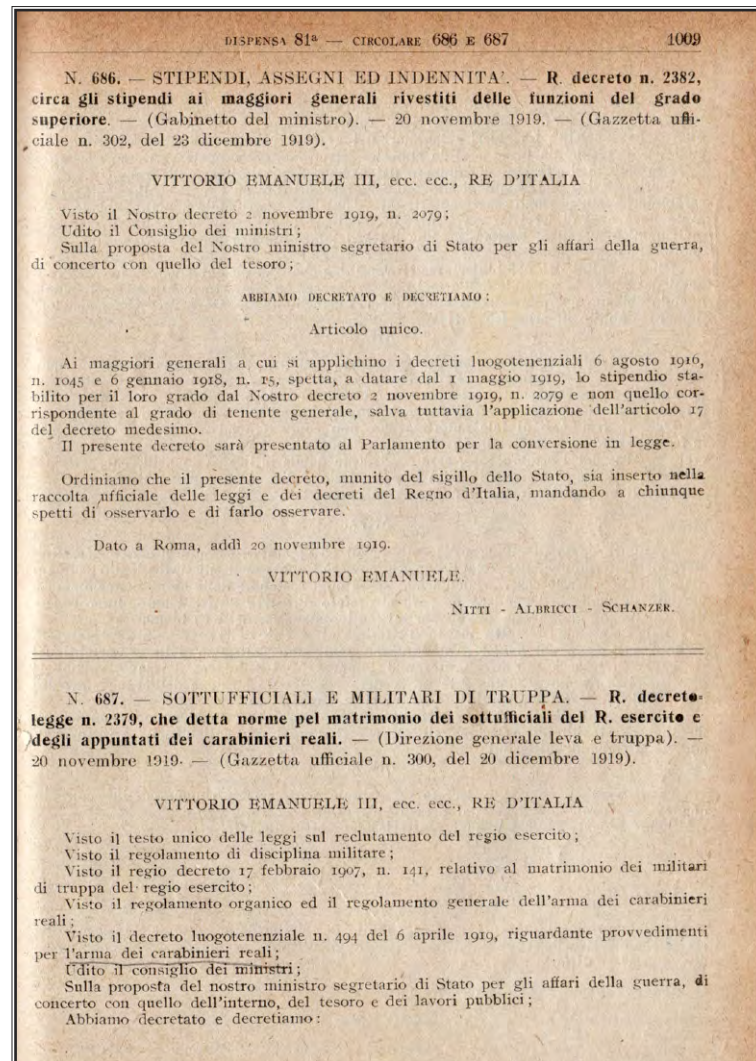 DISPENSA 81ª — CIRCOLARE 686 E 687 1009
N. 686. — STIPENDI, ASSEGNI ED INDENNITA'. — R. decreto n. 2382,
circa gli stipendi ai maggiori generali rivestiti delle funzioni del grado
superiore. — (Gabinetto del ministro). — 20 novembre 1919. — (Gazzetta uffi-
ciale n. 302, del 23 dicembre 1919).
VITTORIO EMANUELE III, ecc. ecc., RE D'ITALIA
Visto il Nostro decreto 2 novembre 1919, n. 2079;
Udito il Consiglio dei ministri;
Sulla proposta del Nostro ministro segretario di Stato per gli affari della guerra,
di concerto con quello del tesoro;
ABBIAMO DECRETATO E DECRETIAMO:
Articolo unico.
Ai maggiori generali a cui si applichino i decreti luogotenenziali 6 agosto 1916,
n. 1045 e 6 gennaio 1918, n. 15, spetta, a datare dal 1 maggio 1919, lo stipendio sta-
bilito per il loro grado dal Nostro decreto 2 novembre 1919, n. 2079 e non quello cor-
rispondente al grado di tenente generale, salva tuttavia l'applicazione dell'articolo 17
del decreto medesimo.
Il presente decreto sarà presentato al Parlamento per la conversione in legge.
Ordiniamo che il presente decreto, munito del sigillo dello Stato, sia inserto nella
raccolta ufficiale delle leggi e dei decreti del Regno d'Italia, mandando a chiunque
spetti di osservarlo e di farlo osservare.
Dato a Roma, addì 20 novembre 1919.
VITTORIO EMANUELE.
NITTI - ALBRICCI - SCHANZER.
N. 687. — SOTTUFFICIALI E MILITARI DI TRUPPA. — R. decreto-
legge n. 2379, che detta norme pel matrimonio dei sottufficiali del R. esercito e
degli appuntati dei carabinieri reali. — (Direzione generale leva e truppa). —
20 novembre 1919. — (Gazzetta ufficiale n. 300, del 20 dicembre 1919).
VITTORIO EMANUELE III, ecc. ecc., RE D'ITALIA
Visto il testo unico delle leggi sul reclutamento del regio esercito;
Visto il regolamento di disciplina militare;
Visto il regio decreto 17 febbraio 1907, n. 141, relativo al matrimonio dei militari
di truppa del regio esercito;
Visto il regolamento organico ed il regolamento generale dell'arma dei carabinieri
reali;
Visto il decreto luogotenenziale n. 494 del 6 aprile 1919, riguardante provvedimenti
per l'arma dei carabinieri reali;
Udito il consiglio dei ministri;
Sulla proposta del nostro ministro segretario di Stato per gli affari della guerra, di
concerto con quello dell'interno, del tesoro e dei lavori pubblici;
Abbiamo decretato e decretiamo: